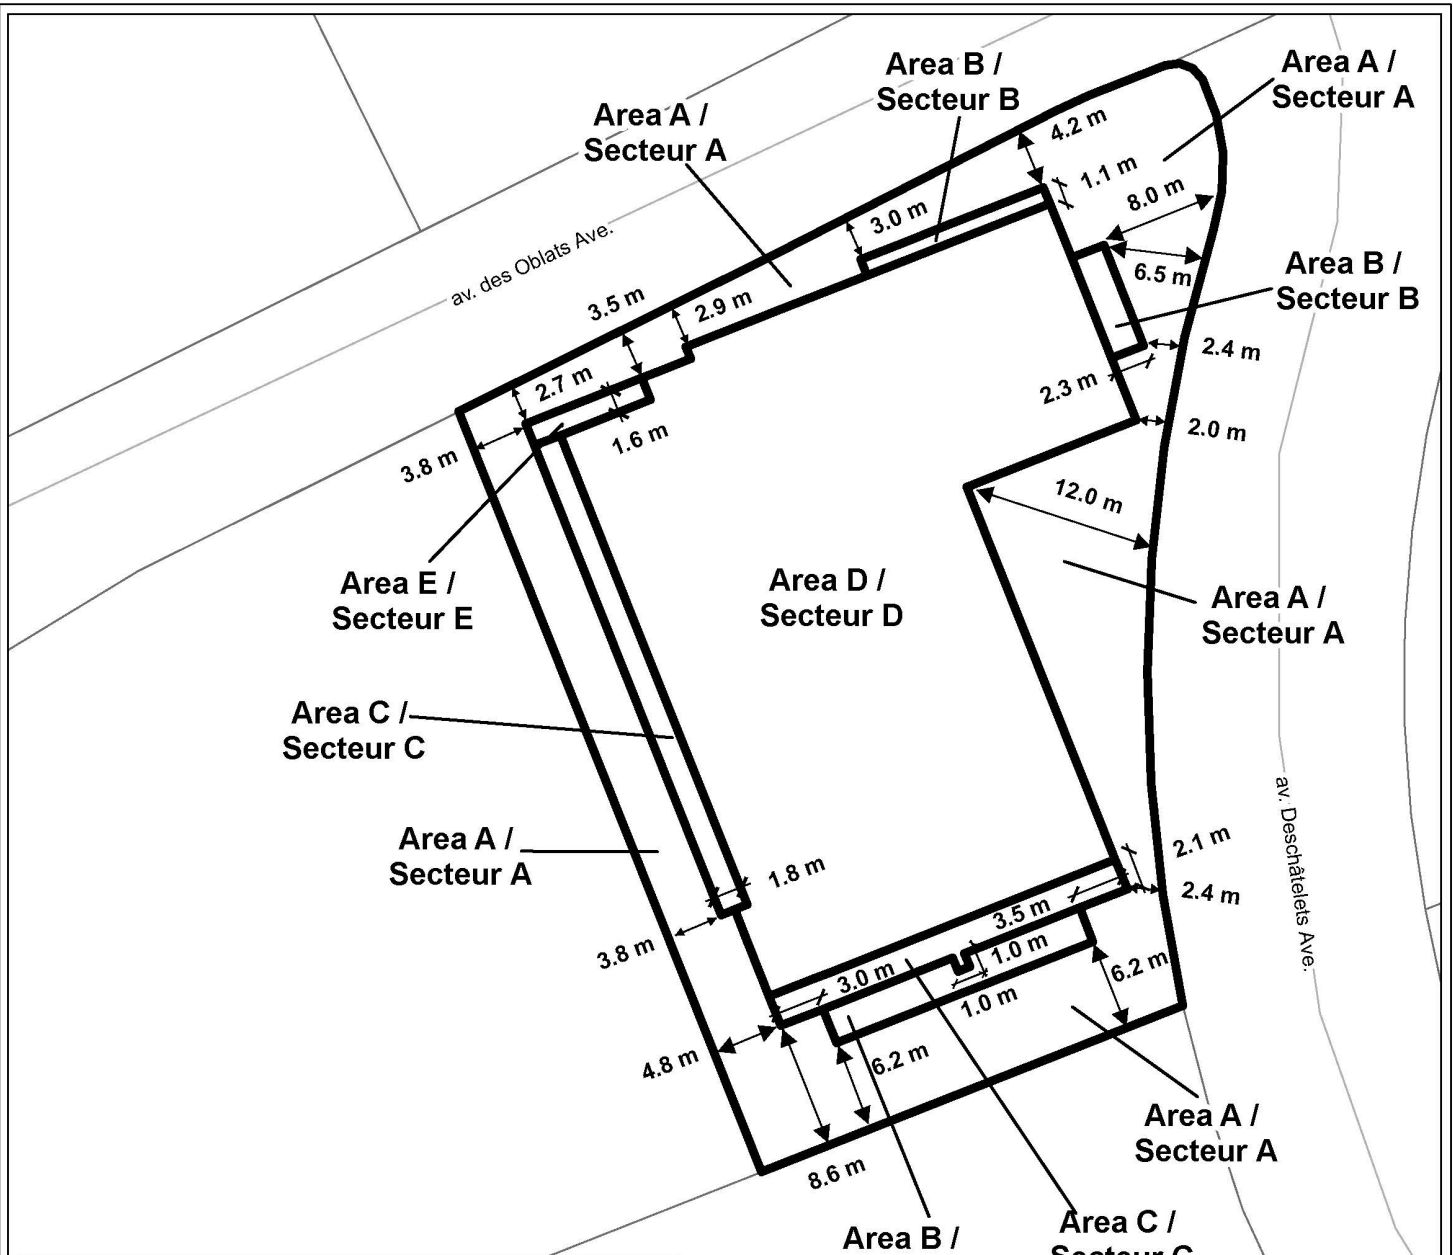 Area B /
Secteur B
Area A /
Secteur A
Area A /
Secteur A
4.2 m
1.1 m
8.0 m
3.0 m
av. des Oblats Ave.
6.5 m
Area B /
Secteur B
3.5 m
2.9 m
2.4 m
2.7 m
2.3 m
1.6 m
2.0 m
3.8 m
12.0 m
Area E /
Secteur E
Area D /
Secteur D
Area A /
Secteur A
Area C /
Secteur C
av. Deschâtelets Ave.
Area A /
Secteur A
2.1 m
1.8 m
2.4 m
3.5 m
3.8 m
1.0 m
3.0 m
6.2 m
1.0 m
4.8 m
6.2 m
8.6 m
Area A /
Secteur A
Area B /
Area C /
Secteur C